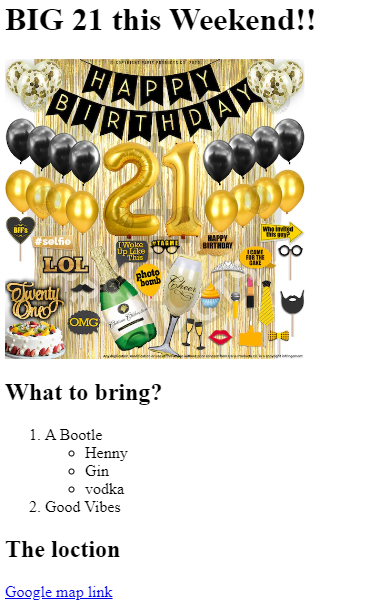 BIG 21 this Weekend!!
HAPPY
BIRTHDAY
21
BFF's
#selfie
I Woke
Up Like
This
#TAGME
HAPPY
BIRTHDAY
Who invited
this guy?
I CAME
FOR THE
CAKE
LOL
photo
bomb
Cheers
Twenty
One
OMG
What to bring?
1. A Bootle
○ Henny
○ Gin
○ vodka
2. Good Vibes
The loction
Google map link